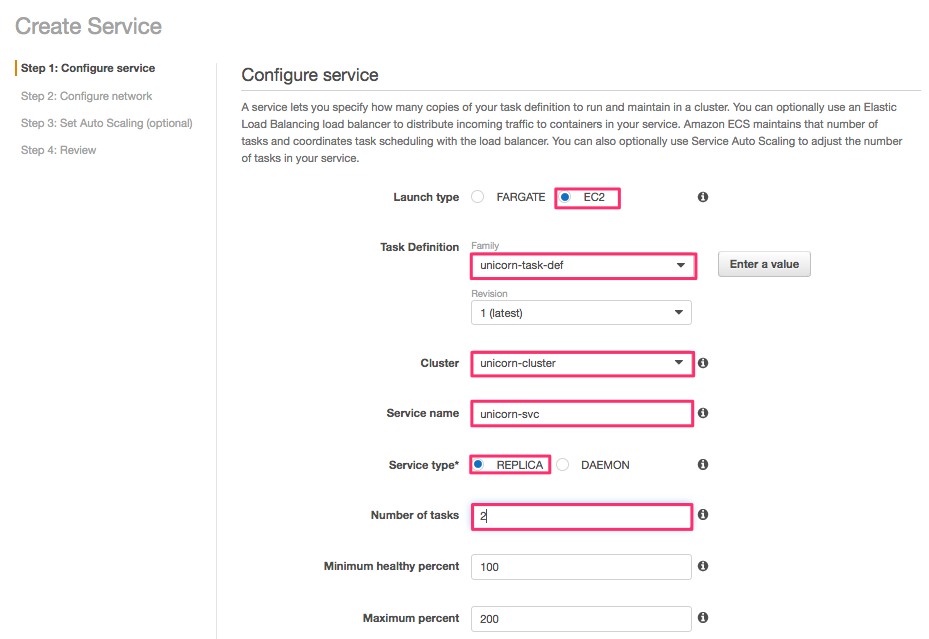 Create Service
Step 1: Configure service
Step 2: Configure network
Step 3: Set Auto Scaling (optional)
Step 4: Review
Configure service
A service lets you specify how many copies of your task definition to run and maintain in a cluster. You can optionally use an Elastic
Load Balancing load balancer to distribute incoming traffic to containers in your service. Amazon ECS maintains that number of
tasks and coordinates task scheduling with the load balancer. You can also optionally use Service Auto Scaling to adjust the number
of tasks in your service.
Launch type FARGATE EC2
Task Definition Family
unicorn-task-def Enter a value
Revision
1 (latest)
Cluster unicorn-cluster
Service name unicorn-svc
Service type* REPLICA DAEMON
Number of tasks 2
Minimum healthy percent 100
Maximum percent 200